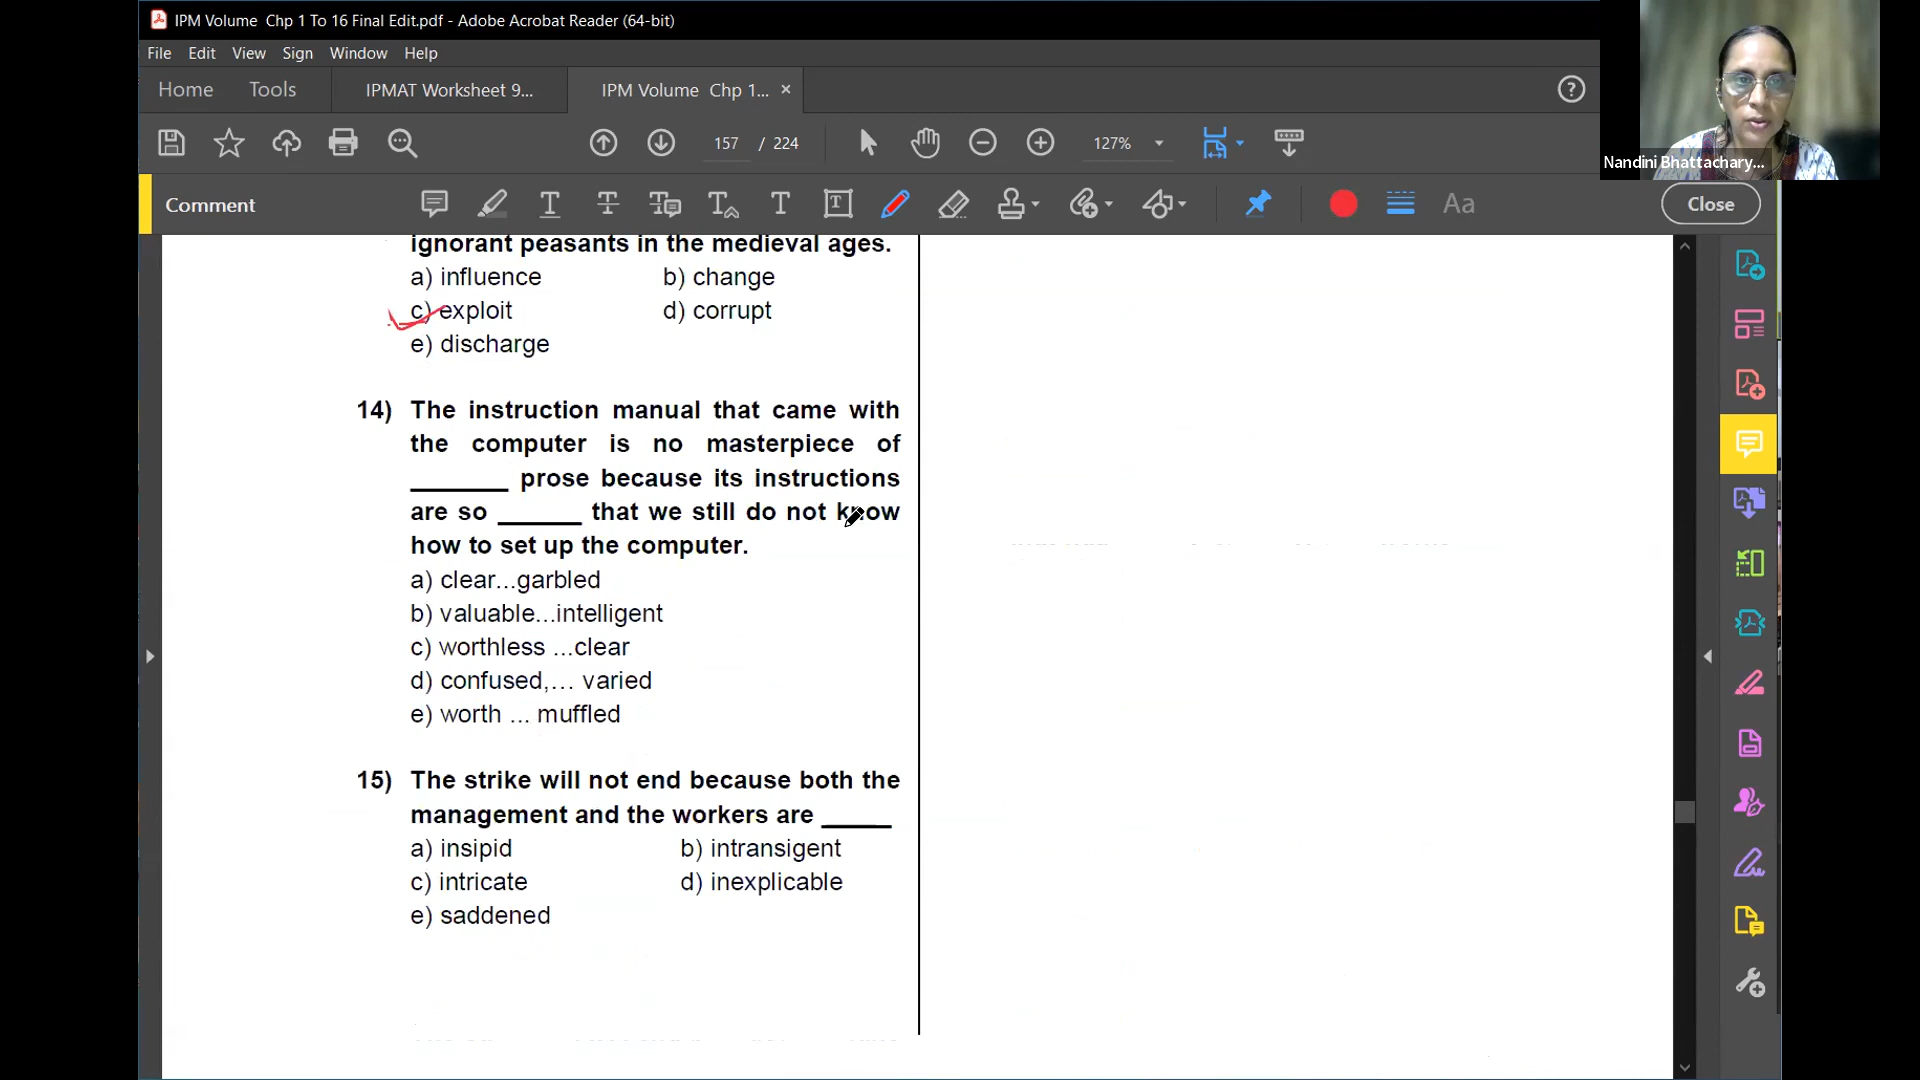 IPM Volume  Chp 1 To 16 Final Edit.pdf - Adobe Acrobat Reader (64-bit)
File Edit View Sign Window Help
Home Tools IPMAT Worksheet 9... IPM Volume  Chp 1... ×
157 / 224 127%
Nandini Bhattachary...
Comment Aa Close
ignorant peasants in the medieval ages.
a) influence b) change
c) exploit d) corrupt
e) discharge
14) The instruction manual that came with
the computer is no masterpiece of
_______ prose because its instructions
are so ______ that we still do not know
how to set up the computer.
a) clear...garbled
b) valuable...intelligent
c) worthless ...clear
d) confused,... varied
e) worth ... muffled
15) The strike will not end because both the
management and the workers are _____
a) insipid b) intransigent
c) intricate d) inexplicable
e) saddened